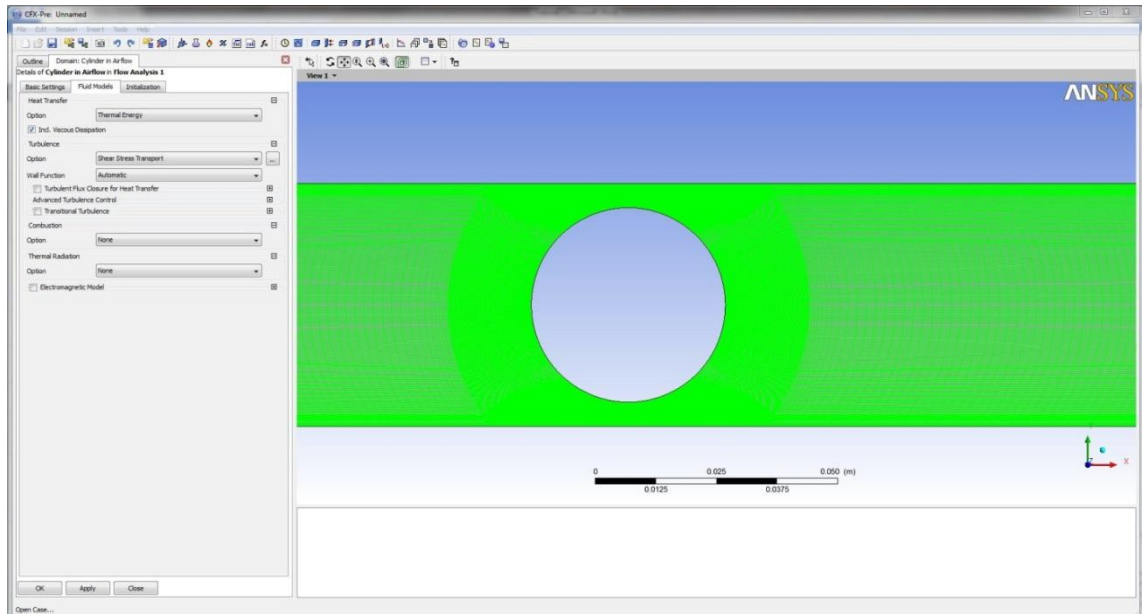 CFX-Pre: Unnamed
File Edit Session Insert Tools Help
Outline Domain: Cylinder in Airflow
Details of Cylinder in Airflow in Flow Analysis 1
Basic Settings Fluid Models Initialization
Heat Transfer
Option Thermal Energy
Incl. Viscous Dissipation
Turbulence
Option Shear Stress Transport ...
Wall Function Automatic
Turbulent Flux Closure for Heat Transfer
Advanced Turbulence Control
Transitional Turbulence
Combustion
Option None
Thermal Radiation
Option None
Electromagnetic Model
OK Apply Close
Open Case...
View 1
ANSYS
Y
Z X
0 0.025 0.050 (m)
0.0125 0.0375